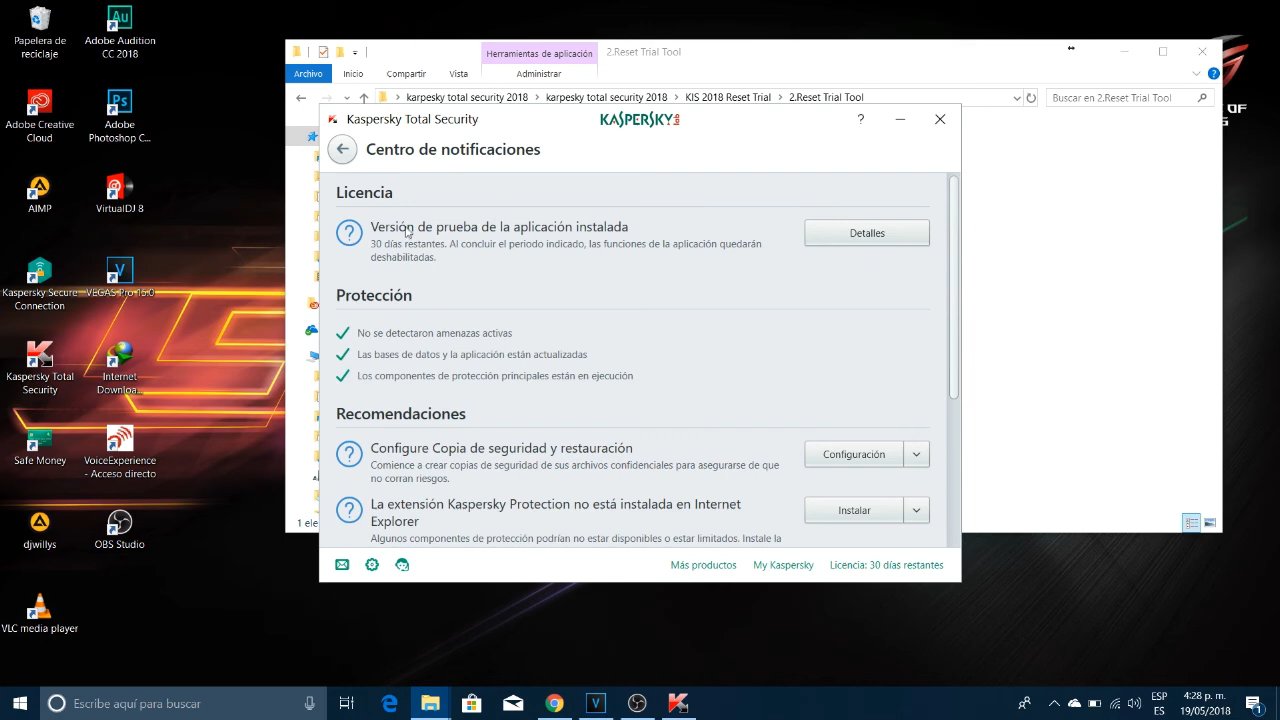 Papelera de
reciclaje
Adobe Audition
CC 2018
Adobe Creative
Cloud
Adobe
Photoshop C...
AIMP
VirtualDJ 8
Kaspersky Secure
Connection
VEGAS Pro 15.0
Kaspersky Total
Security
Internet
Downloa...
Safe Money
VoiceExperience
- Acceso directo
djwillys
OBS Studio
VLC media player
Herramientas de aplicación
2.Reset Trial Tool
Archivo
Inicio
Compartir
Vista
Administrar
karpesky total security 2018
karpesky total security 2018
KIS 2018 Reset Trial
2.Reset Trial Tool
Buscar en 2.Reset Trial Tool
Kaspersky Total Security
KASPERSKY lab
Centro de notificaciones
Licencia
Versión de prueba de la aplicación instalada
30 días restantes. Al concluir el periodo indicado, las funciones de la aplicación quedarán
deshabilitadas.
Detalles
Protección
No se detectaron amenazas activas
Las bases de datos y la aplicación están actualizadas
Los componentes de protección principales están en ejecución
Recomendaciones
Configure Copia de seguridad y restauración
Comience a crear copias de seguridad de sus archivos confidenciales para asegurarse de que
no corran riesgos.
Configuración
La extensión Kaspersky Protection no está instalada en Internet
Explorer
Algunos componentes de protección podrían no estar disponibles o estar limitados. Instale la
Instalar
Más productos
My Kaspersky
Licencia: 30 días restantes
1 ele
Escribe aquí para buscar
ESP
ES
4:28 p. m.
19/05/2018